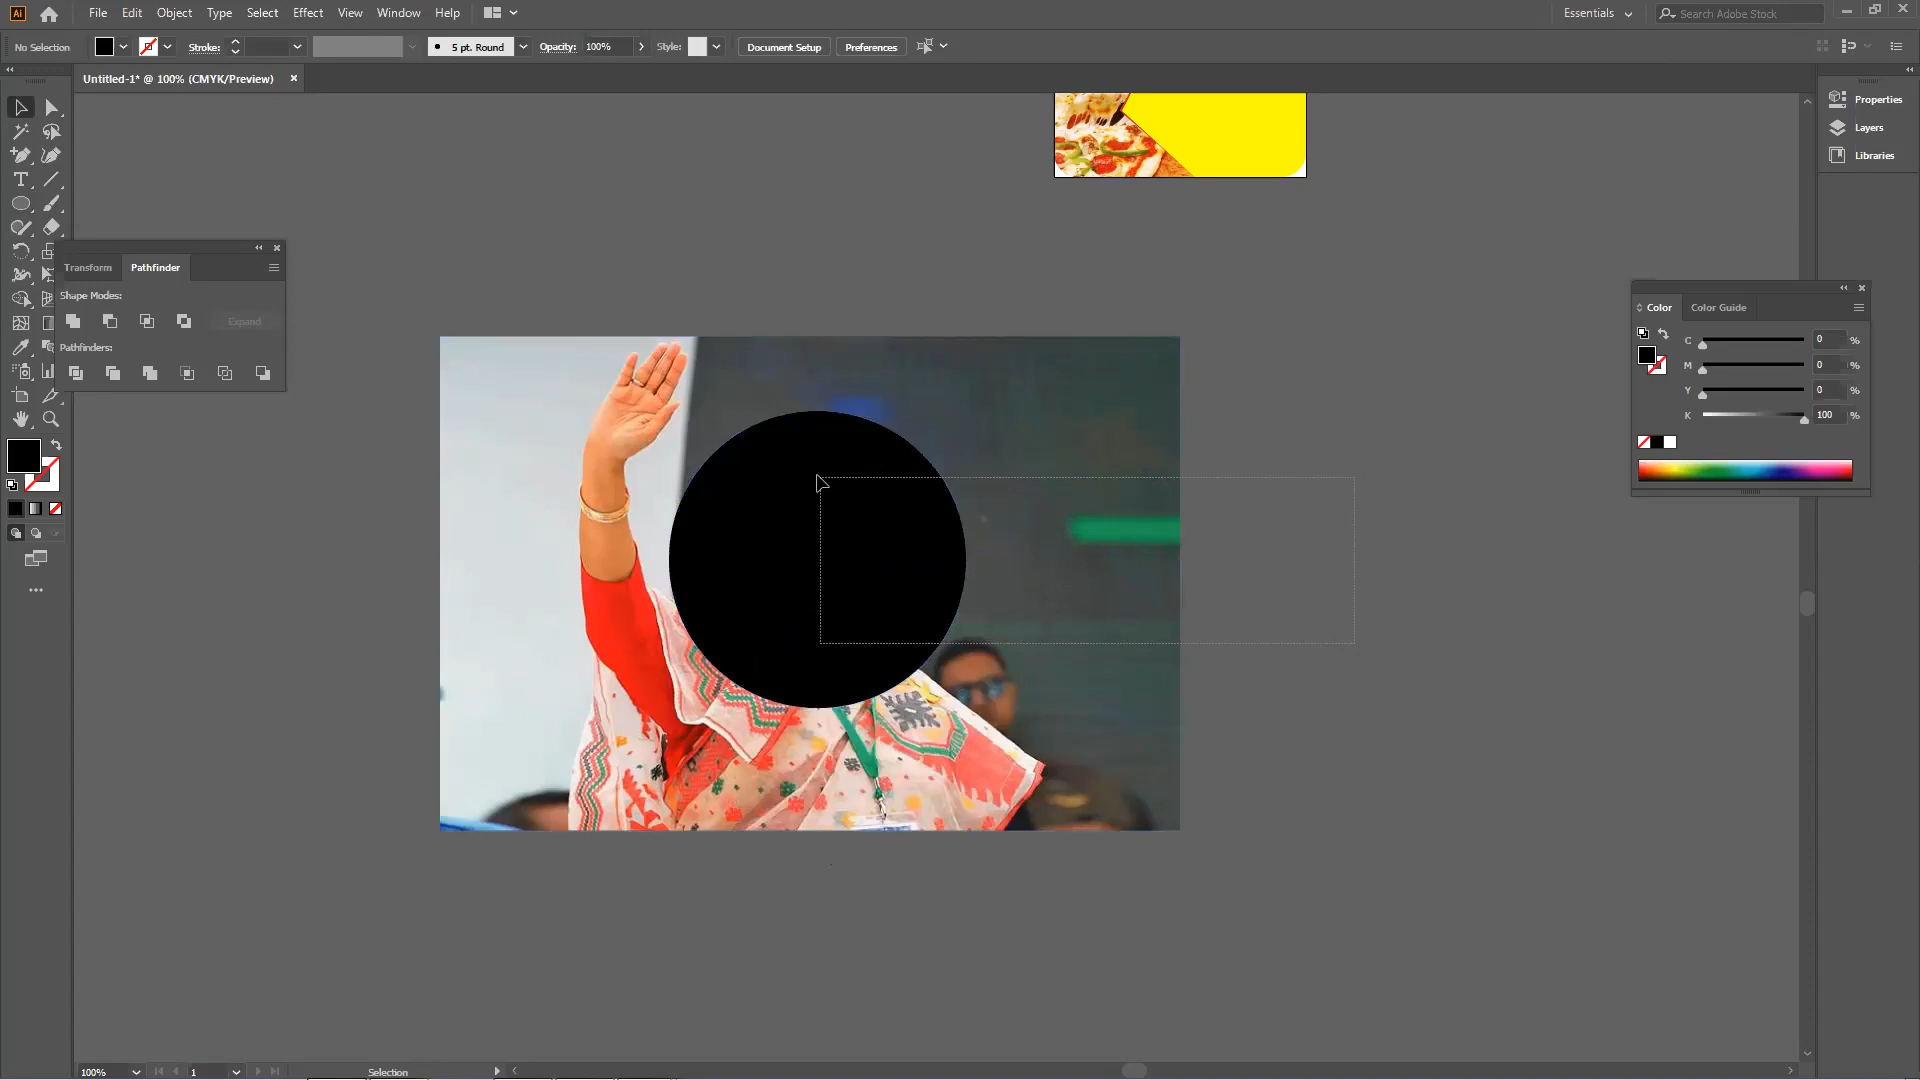 Ai File Edit Object Type Select Effect View Window Help Essentials Search Adobe Stock
No Selection Stroke: 5 pt. Round Opacity: 100% Style: Document Setup Preferences
Untitled-1* @ 100% (CMYK/Preview)
Properties
Layers
Libraries
Transform Pathfinder
Shape Modes:
Expand
Pathfinders:
Color Color Guide
C 0 %
M 0 %
Y 0 %
K 100 %
100% 1 Selection